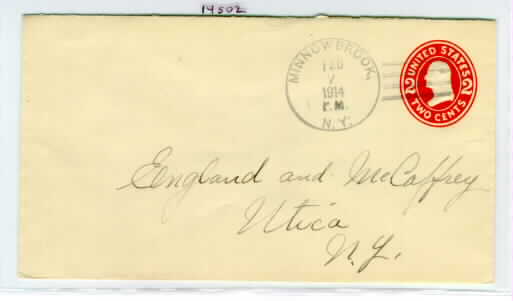 14502
MINNOWBROOK,
FEB
7
1914
P.M.
N.Y.
UNITED STATES
2 2
TWO CENTS
England and McCaffrey
Utica
N.Y.